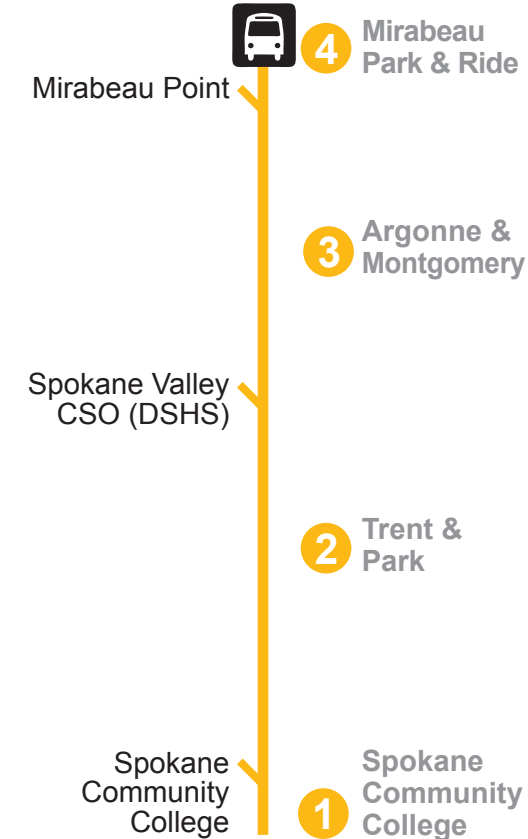 4
Mirabeau
Park & Ride
Mirabeau Point
3
Argonne &
Montgomery
Spokane Valley
CSO (DSHS)
2
Trent &
Park
Spokane
Community
College
1
Spokane
Community
College